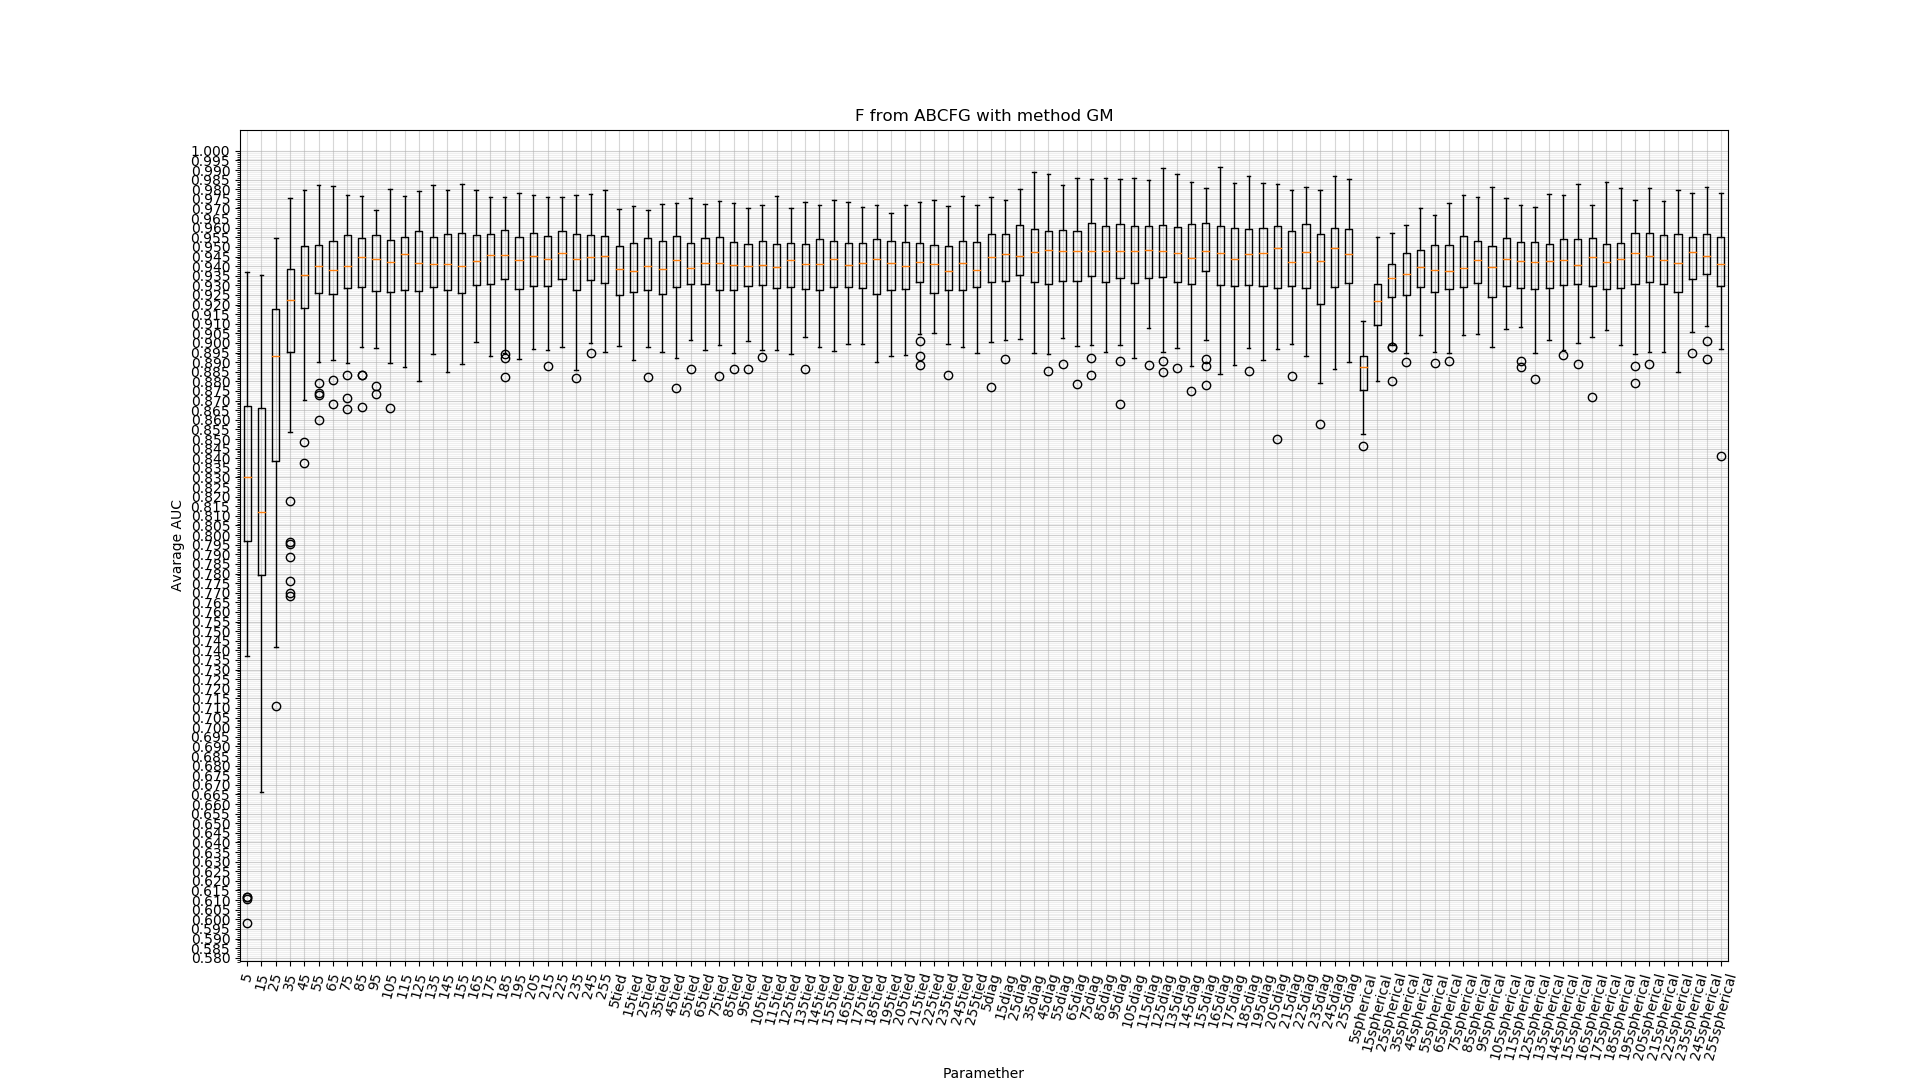 F from ABCFG with method GM
1.000
0.995
0.990
0.985
0.980
0.975
0.970
0.965
0.960
0.955
0.950
0.945
0.940
0.935
0.930
0.925
0.920
0.915
0.910
0.905
0.900
0.895
0.890
0.885
0.880
0.875
0.870
0.865
0.860
0.855
0.850
0.845
0.840
0.835
0.830
0.825
0.820
0.815
0.810
0.805
0.800
0.795
0.790
0.785
0.780
0.775
0.770
0.765
0.760
0.755
0.750
0.745
0.740
0.735
0.730
0.725
0.720
0.715
0.710
0.705
0.700
0.695
0.690
0.685
0.680
0.675
0.670
0.665
0.660
0.655
0.650
0.645
0.640
0.635
0.630
0.625
0.620
0.615
0.610
0.605
0.600
0.595
0.590
0.585
0.580
Avarage AUC
5
15
25
35
45
55
65
75
85
95
105
115
125
135
145
155
165
175
185
195
205
215
225
235
245
255
5tied
15tied
25tied
35tied
45tied
55tied
65tied
75tied
85tied
95tied
105tied
115tied
125tied
135tied
145tied
155tied
165tied
175tied
185tied
195tied
205tied
215tied
225tied
235tied
245tied
255tied
5diag
15diag
25diag
35diag
45diag
55diag
65diag
75diag
85diag
95diag
105diag
115diag
125diag
135diag
145diag
155diag
165diag
175diag
185diag
195diag
205diag
215diag
225diag
235diag
245diag
255diag
5spherical
15spherical
25spherical
35spherical
45spherical
55spherical
65spherical
75spherical
85spherical
95spherical
105spherical
115spherical
125spherical
135spherical
145spherical
155spherical
165spherical
175spherical
185spherical
195spherical
205spherical
215spherical
225spherical
235spherical
245spherical
255spherical
Paramether